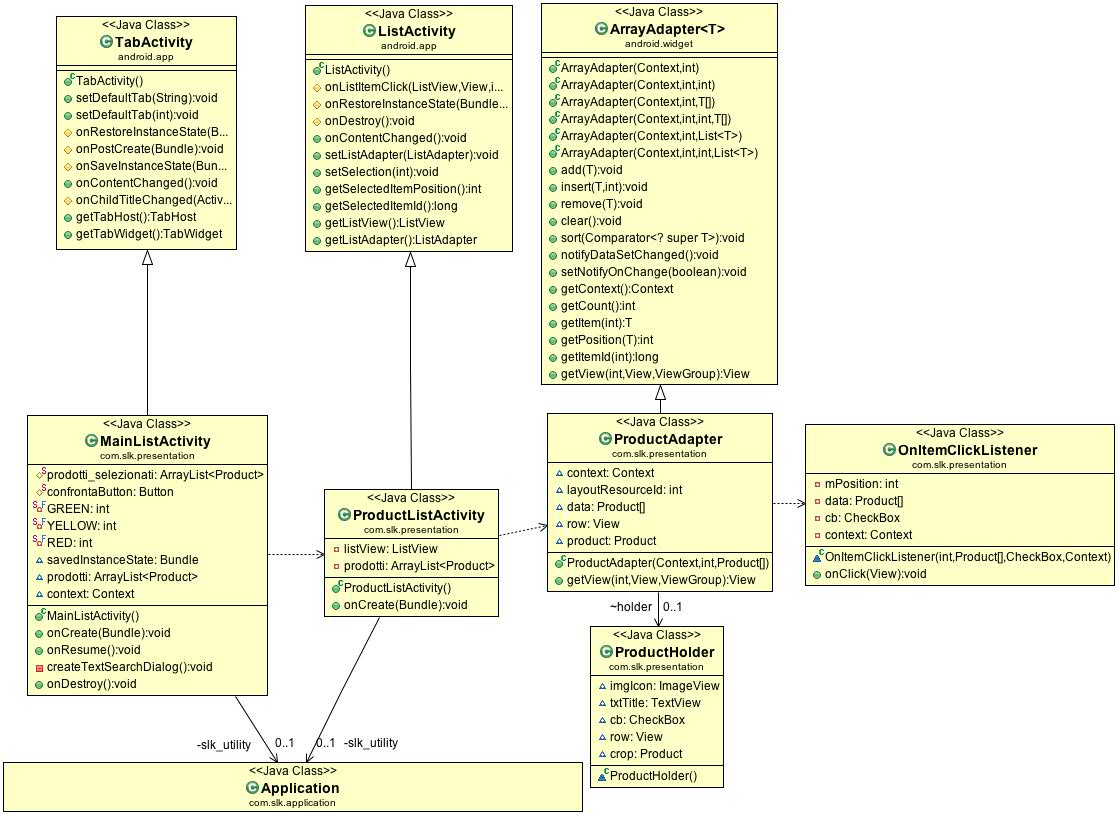 <<Java Class>>
TabActivity
android.app
TabActivity()
setDefaultTab(String):void
setDefaultTab(int):void
onRestoreInstanceState(B...
onPostCreate(Bundle):void
onSaveInstanceState(Bun...
onContentChanged():void
onChildTitleChanged(Activ...
getTabHost():TabHost
getTabWidget():TabWidget
<<Java Class>>
ListActivity
android.app
ListActivity()
onListItemClick(ListView,View,i...
onRestoreInstanceState(Bundle...
onDestroy():void
onContentChanged():void
setListAdapter(ListAdapter):void
setSelection(int):void
getSelectedItemPosition():int
getSelectedItemId():long
getListView():ListView
getListAdapter():ListAdapter
<<Java Class>>
ArrayAdapter<T>
android.widget
ArrayAdapter(Context,int)
ArrayAdapter(Context,int,int)
ArrayAdapter(Context,int,T[])
ArrayAdapter(Context,int,int,T[])
ArrayAdapter(Context,int,List<T>)
ArrayAdapter(Context,int,int,List<T>)
add(T):void
insert(T,int):void
remove(T):void
clear():void
sort(Comparator<? super T>):void
notifyDataSetChanged():void
setNotifyOnChange(boolean):void
getContext():Context
getCount():int
getItem(int):T
getPosition(T):int
getItemId(int):long
getView(int,View,ViewGroup):View
<<Java Class>>
MainListActivity
com.slk.presentation
prodotti_selezionati: ArrayList<Product>
confrontaButton: Button
GREEN: int
YELLOW: int
RED: int
savedInstanceState: Bundle
prodotti: ArrayList<Product>
context: Context
MainListActivity()
onCreate(Bundle):void
onResume():void
createTextSearchDialog():void
onDestroy():void
<<Java Class>>
ProductListActivity
com.slk.presentation
listView: ListView
prodotti: ArrayList<Product>
ProductListActivity()
onCreate(Bundle):void
<<Java Class>>
ProductAdapter
com.slk.presentation
context: Context
layoutResourceId: int
data: Product[]
row: View
product: Product
ProductAdapter(Context,int,Product[])
getView(int,View,ViewGroup):View
<<Java Class>>
OnItemClickListener
com.slk.presentation
mPosition: int
data: Product[]
cb: CheckBox
context: Context
OnItemClickListener(int,Product[],CheckBox,Context)
onClick(View):void
~holder 0..1
<<Java Class>>
ProductHolder
com.slk.presentation
imgIcon: ImageView
txtTitle: TextView
cb: CheckBox
row: View
crop: Product
ProductHolder()
-slk_utility 0..1 0..1 -slk_utility
<<Java Class>>
Application
com.slk.application